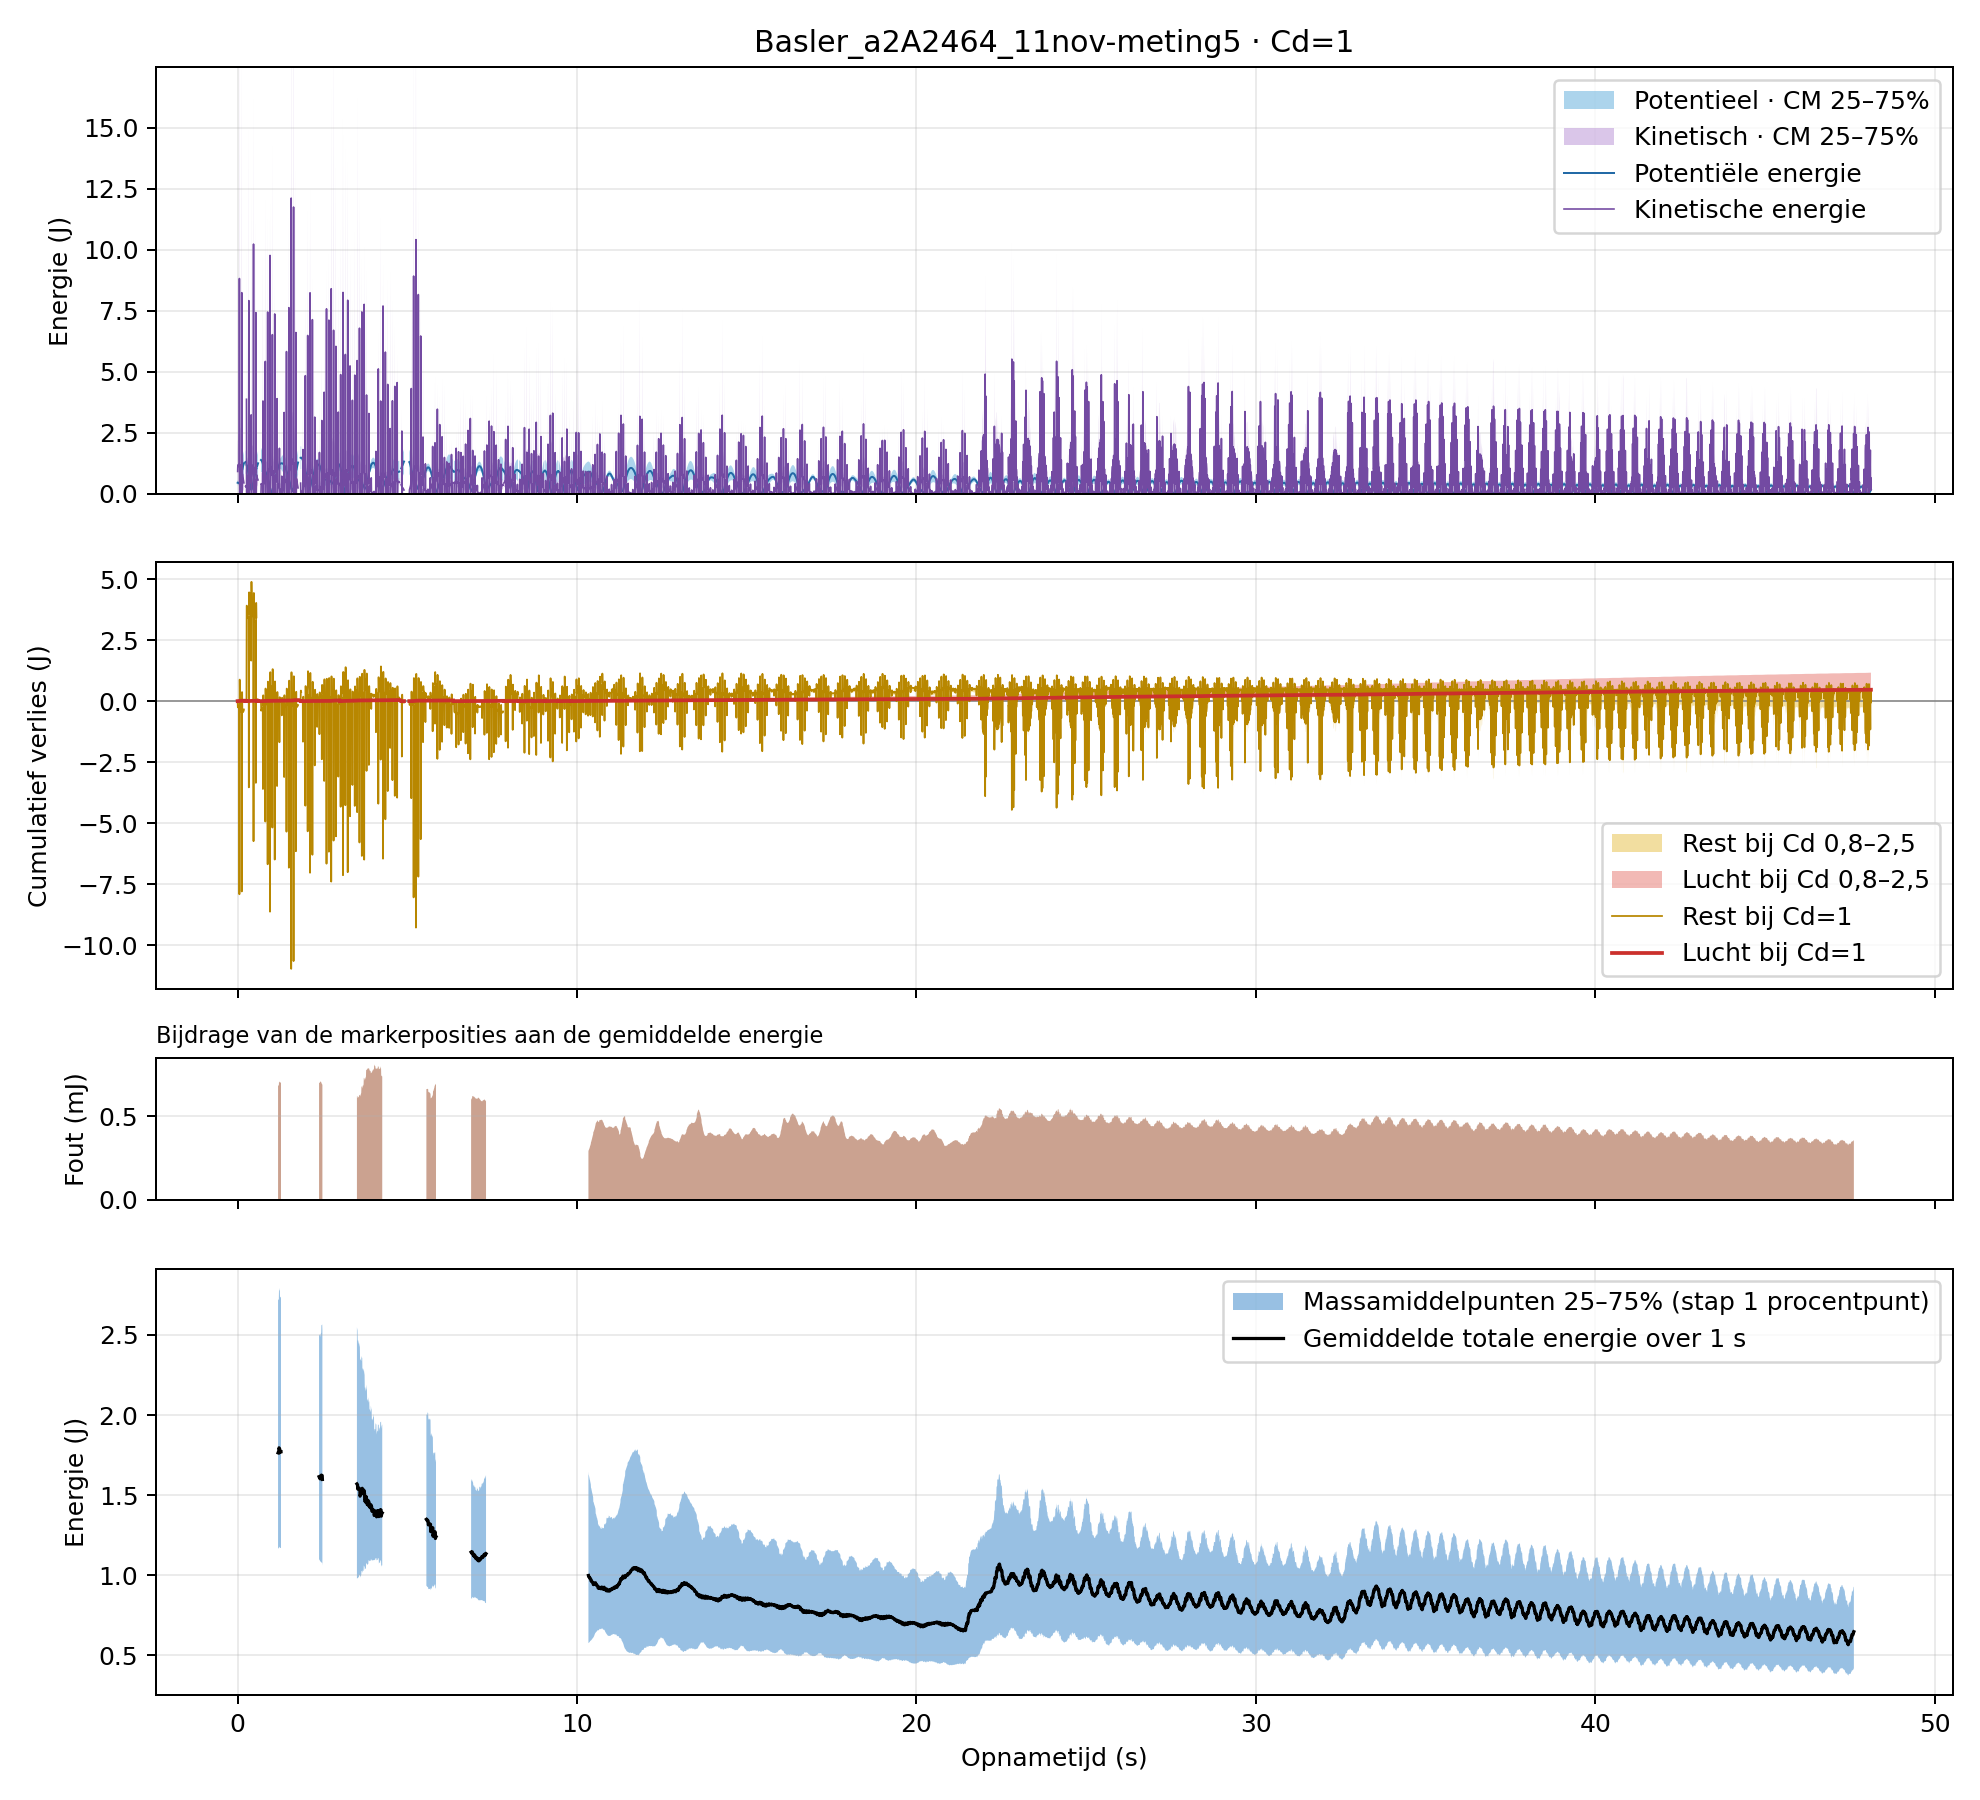 Basler_a2A2464_11nov-meting5 · Cd=1
Energie (J)
15.0
12.5
10.0
7.5
5.0
2.5
0.0
Potentieel · CM 25–75%
Kinetisch · CM 25–75%
Potentiële energie
Kinetische energie
Cumulatief verlies (J)
5.0
2.5
0.0
−2.5
−5.0
−7.5
−10.0
Rest bij Cd 0,8–2,5
Lucht bij Cd 0,8–2,5
Rest bij Cd=1
Lucht bij Cd=1
Bijdrage van de markerposities aan de gemiddelde energie
Fout (mJ)
0.5
0.0
Energie (J)
2.5
2.0
1.5
1.0
0.5
Massamiddelpunten 25–75% (stap 1 procentpunt)
Gemiddelde totale energie over 1 s
0 10 20 30 40 50
Opnametijd (s)